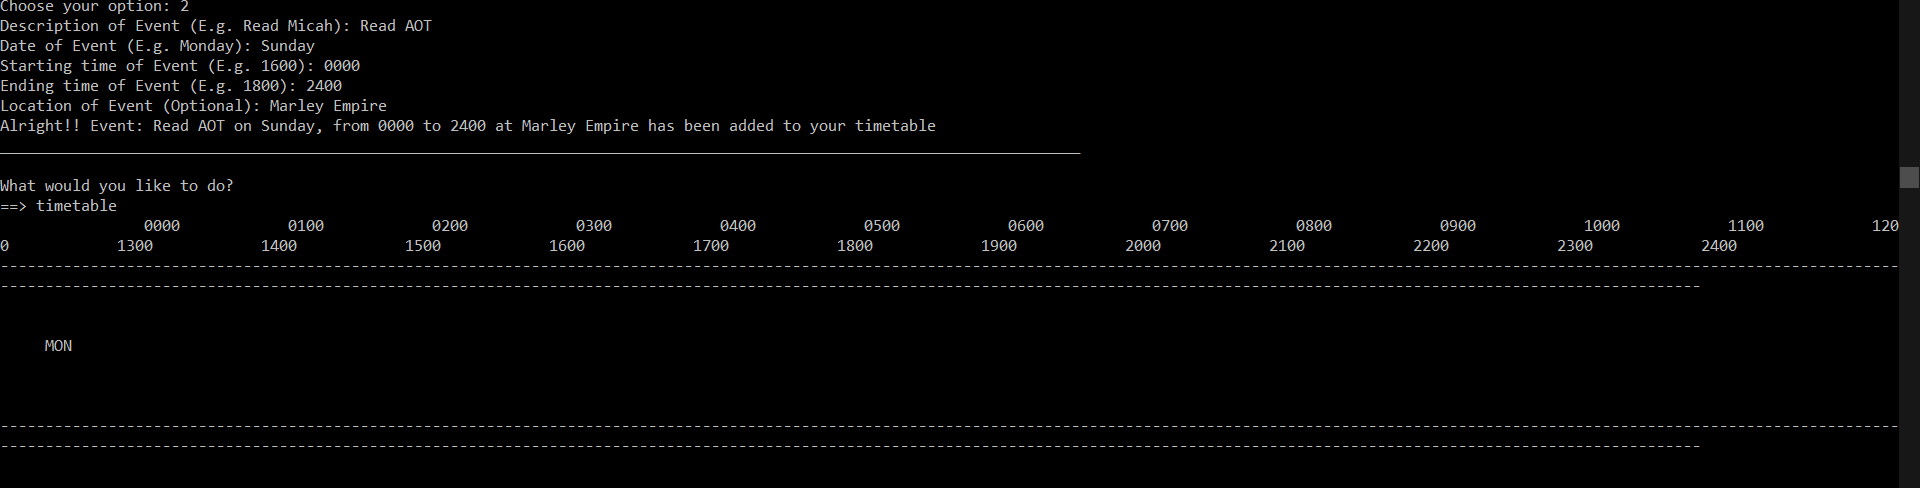 Choose your option: 2
Description of Event (E.g. Read Micah): Read AOT
Date of Event (E.g. Monday): Sunday
Starting time of Event (E.g. 1600): 0000
Ending time of Event (E.g. 1800): 2400
Location of Event (Optional): Marley Empire
Alright!! Event: Read AOT on Sunday, from 0000 to 2400 at Marley Empire has been added to your timetable
What would you like to do?
==> timetable
0000 0100 0200 0300 0400 0500 0600 0700 0800 0900 1000 1100 120
0 1300 1400 1500 1600 1700 1800 1900 2000 2100 2200 2300 2400
MON